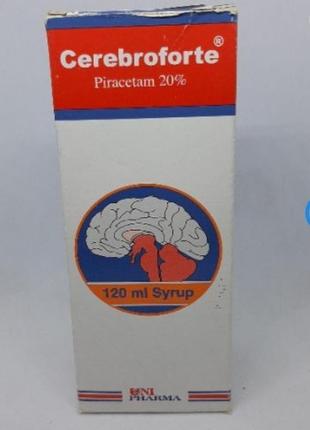 Cerebroforte®
Piracetam 20%
120 ml Syrup
UNI
PHARMA